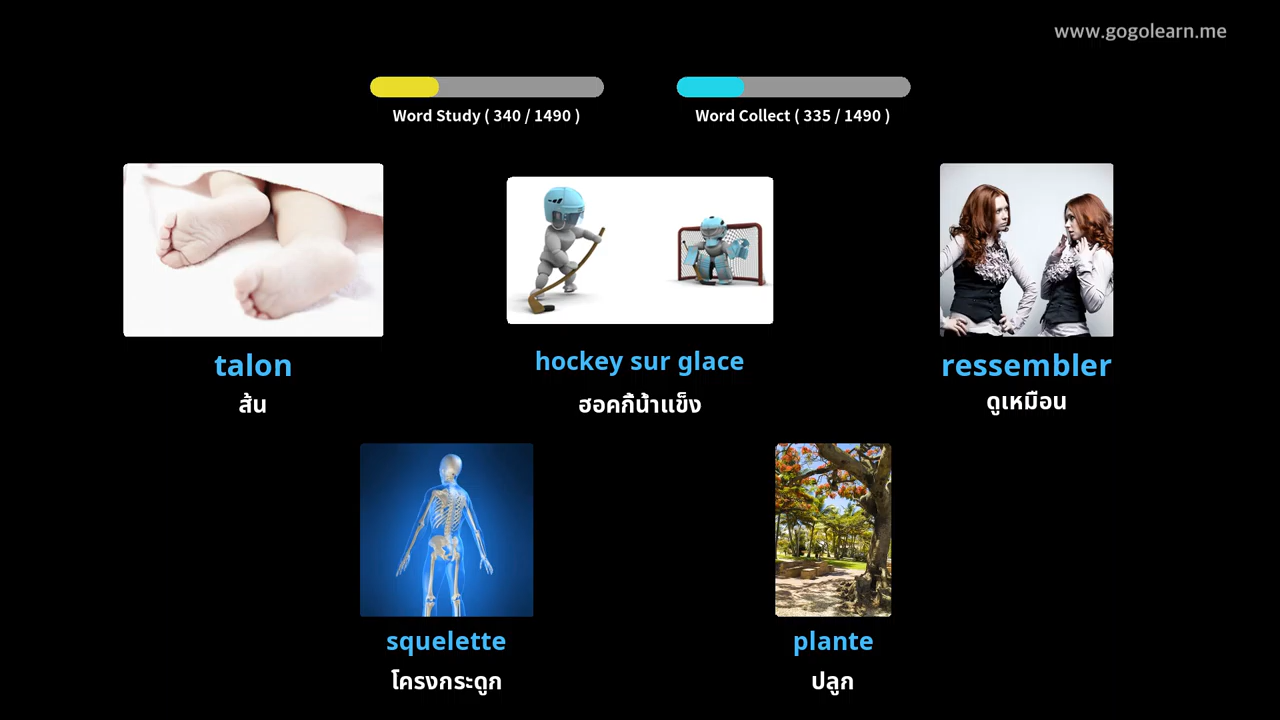 www.gogolearn.me
Word Study ( 340 / 1490 )
Word Collect ( 335 / 1490 )
talon
ส้น
hockey sur glace
ฮอคกี้น้ำแข็ง
ressembler
ดูเหมือน
squelette
โครงกระดูก
plante
ปลูก